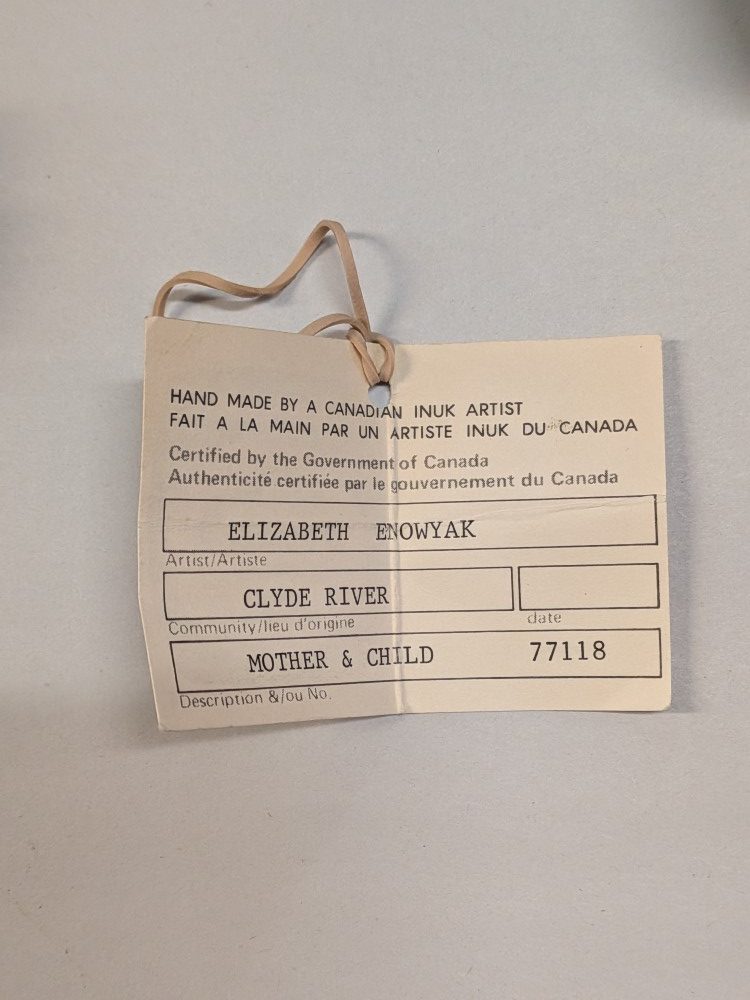 HAND MADE BY A CANADIAN INUK ARTIST
FAIT A LA MAIN PAR UN ARTISTE INUK DU CANADA
Certified by the Government of Canada
Authenticité certifiée par le gouvernement du Canada
ELIZABETH ENOWYAK
Artist/Artiste
CLYDE RIVER
Community/lieu d'origine
date
MOTHER & CHILD 77118
Description &/ou No.